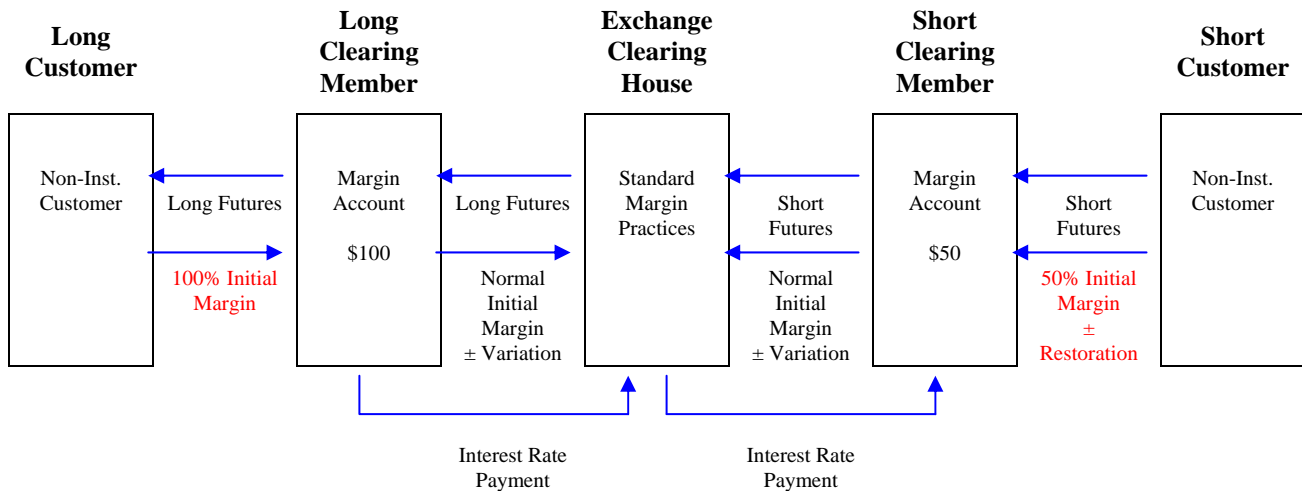 Long
Customer
Long
Clearing
Member
Exchange
Clearing
House
Short
Clearing
Member
Short
Customer
Non-Inst.
Customer
Long Futures
100% Initial
Margin
Margin
Account
$100
Long Futures
Normal
Initial
Margin
± Variation
Standard
Margin
Practices
Short
Futures
Normal
Initial
Margin
± Variation
Margin
Account
$50
Short
Futures
50% Initial
Margin
±
Restoration
Non-Inst.
Customer
Interest Rate
Payment
Interest Rate
Payment